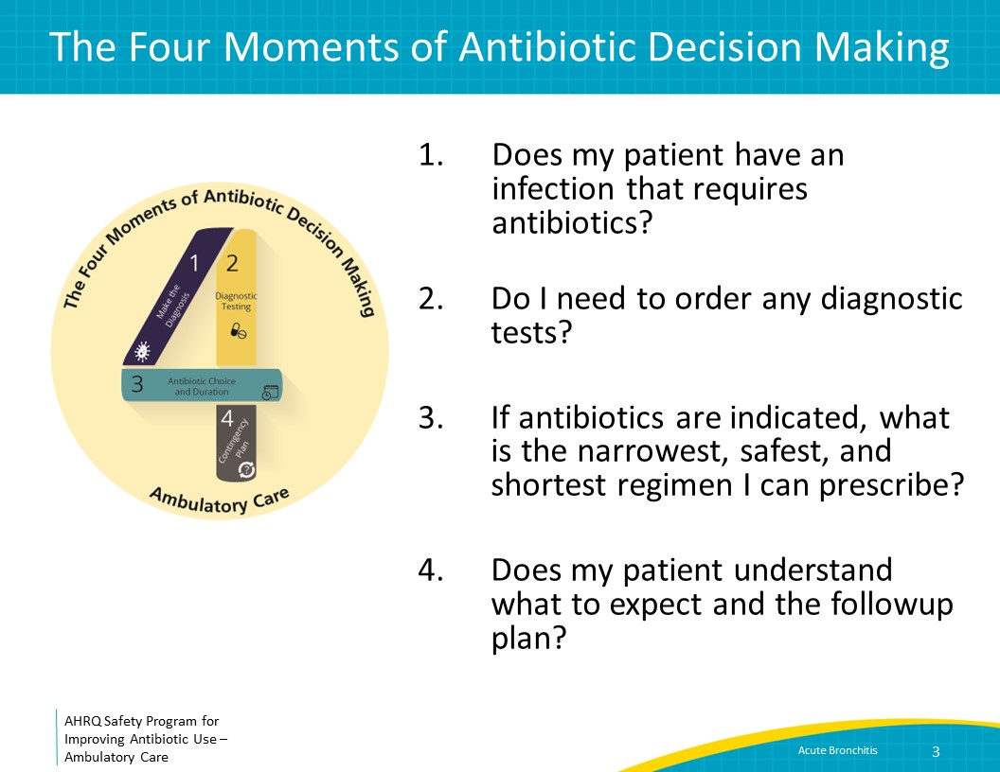 The Four Moments of Antibiotic Decision Making
The Four Moments of Antibiotic Decision Making
1
Make the
Diagnosis
2
Diagnostic
Testing
3
Antibiotic Choice
and Duration
4
Contingency
Plan
?
Ambulatory Care
1. Does my patient have an
infection that requires
antibiotics?
2. Do I need to order any diagnostic
tests?
3. If antibiotics are indicated, what
is the narrowest, safest, and
shortest regimen I can prescribe?
4. Does my patient understand
what to expect and the followup
plan?
AHRQ Safety Program for
Improving Antibiotic Use –
Ambulatory Care
Acute Bronchitis 3